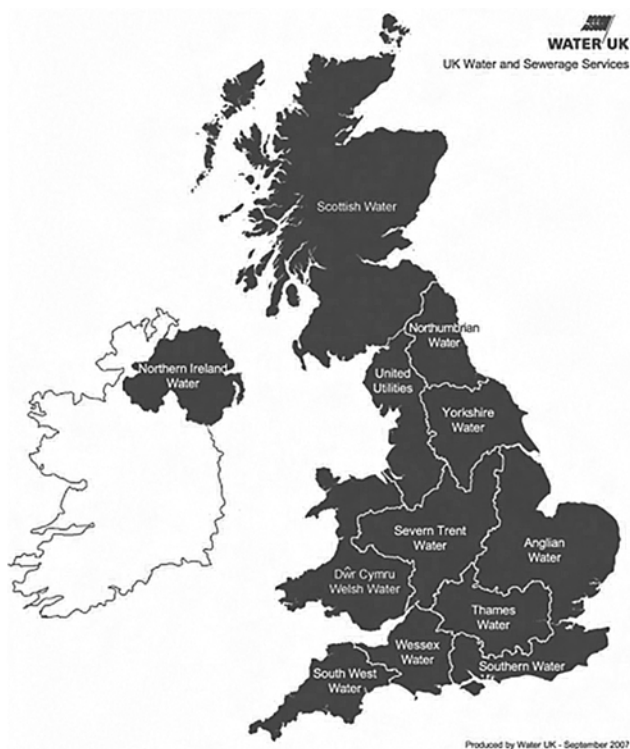 WATER UK
UK Water and Sewerage Services
Scottish Water
Northumbrian
Water
Northern Ireland
Water
United
Utilities
Yorkshire
Water
Severn Trent
Water
Anglian
Water
Dŵr Cymru
Welsh Water
Thames
Water
Wessex
Water
Southern Water
South West
Water
Produced by Water UK - September 2007